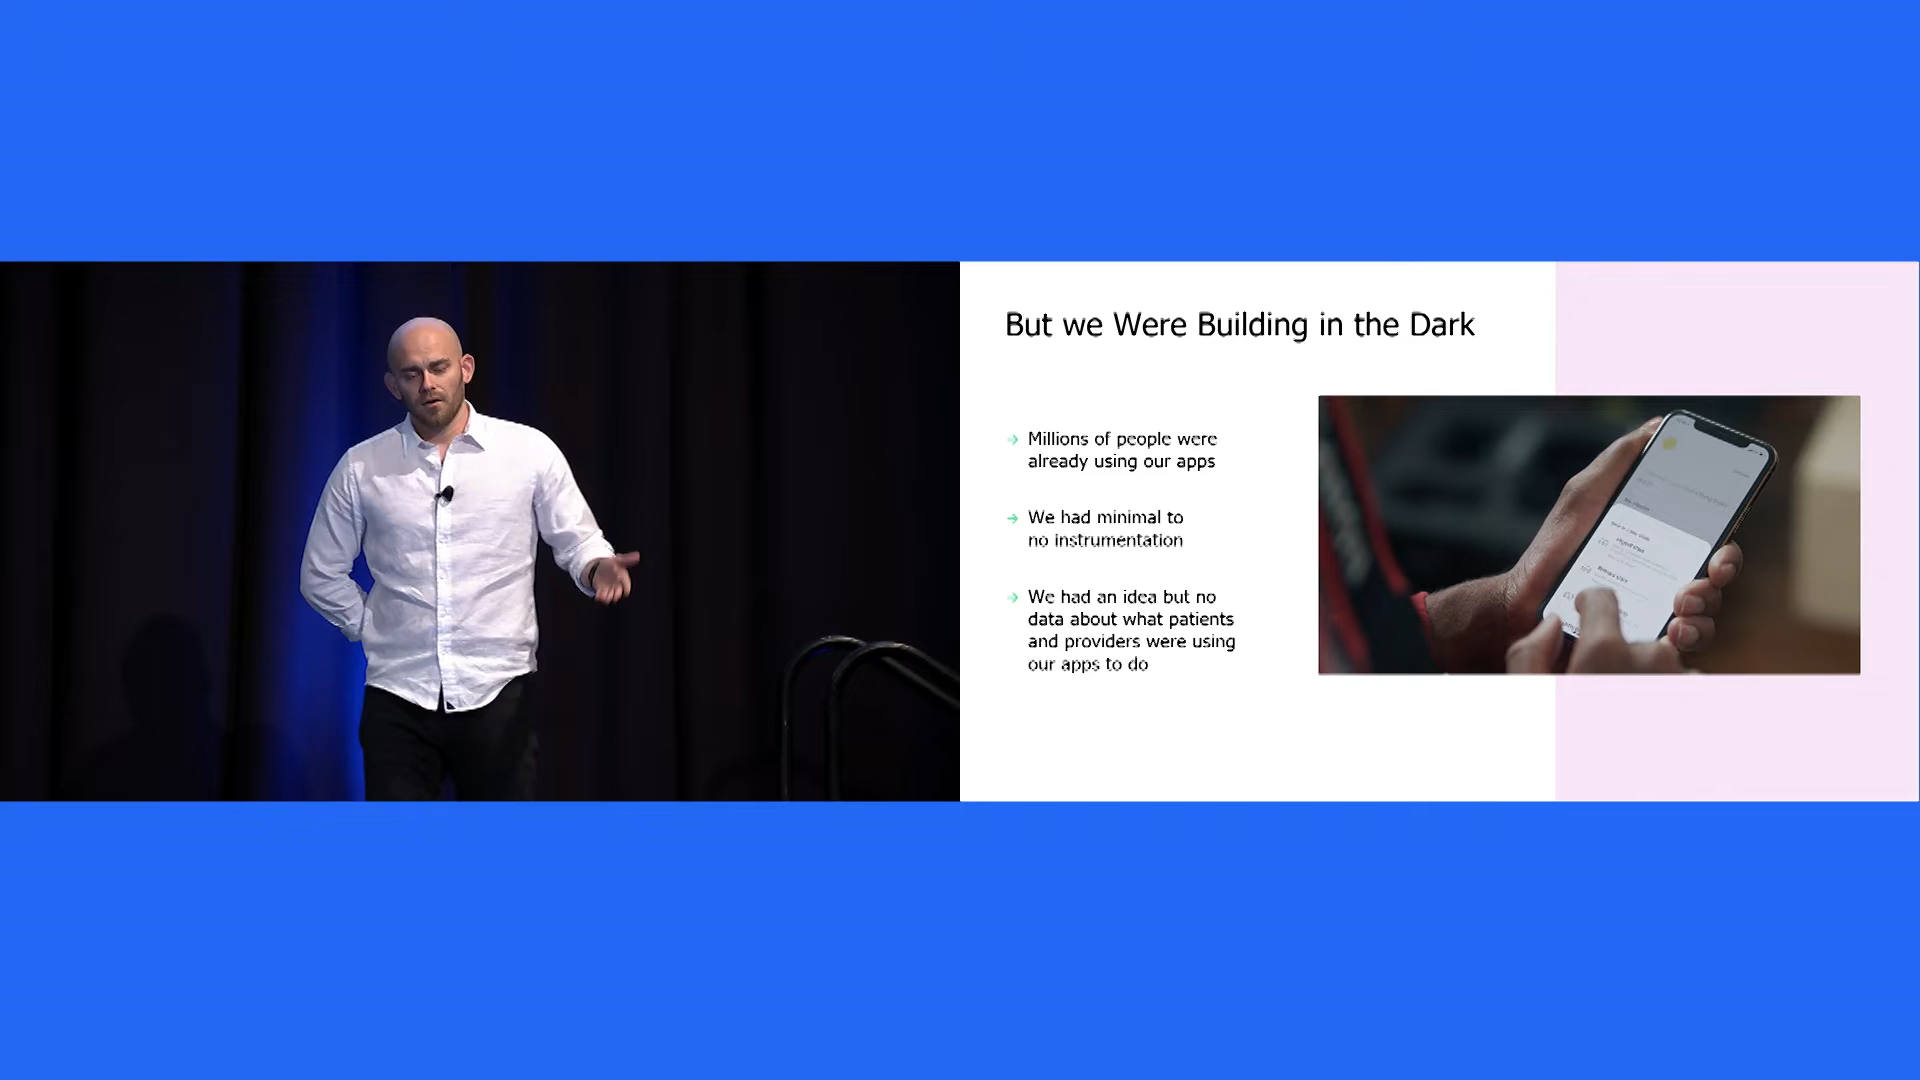 But we Were Building in the Dark
Millions of people were
already using our apps
We had minimal to
no instrumentation
We had an idea but no
data about what patients
and providers were using
our apps to do